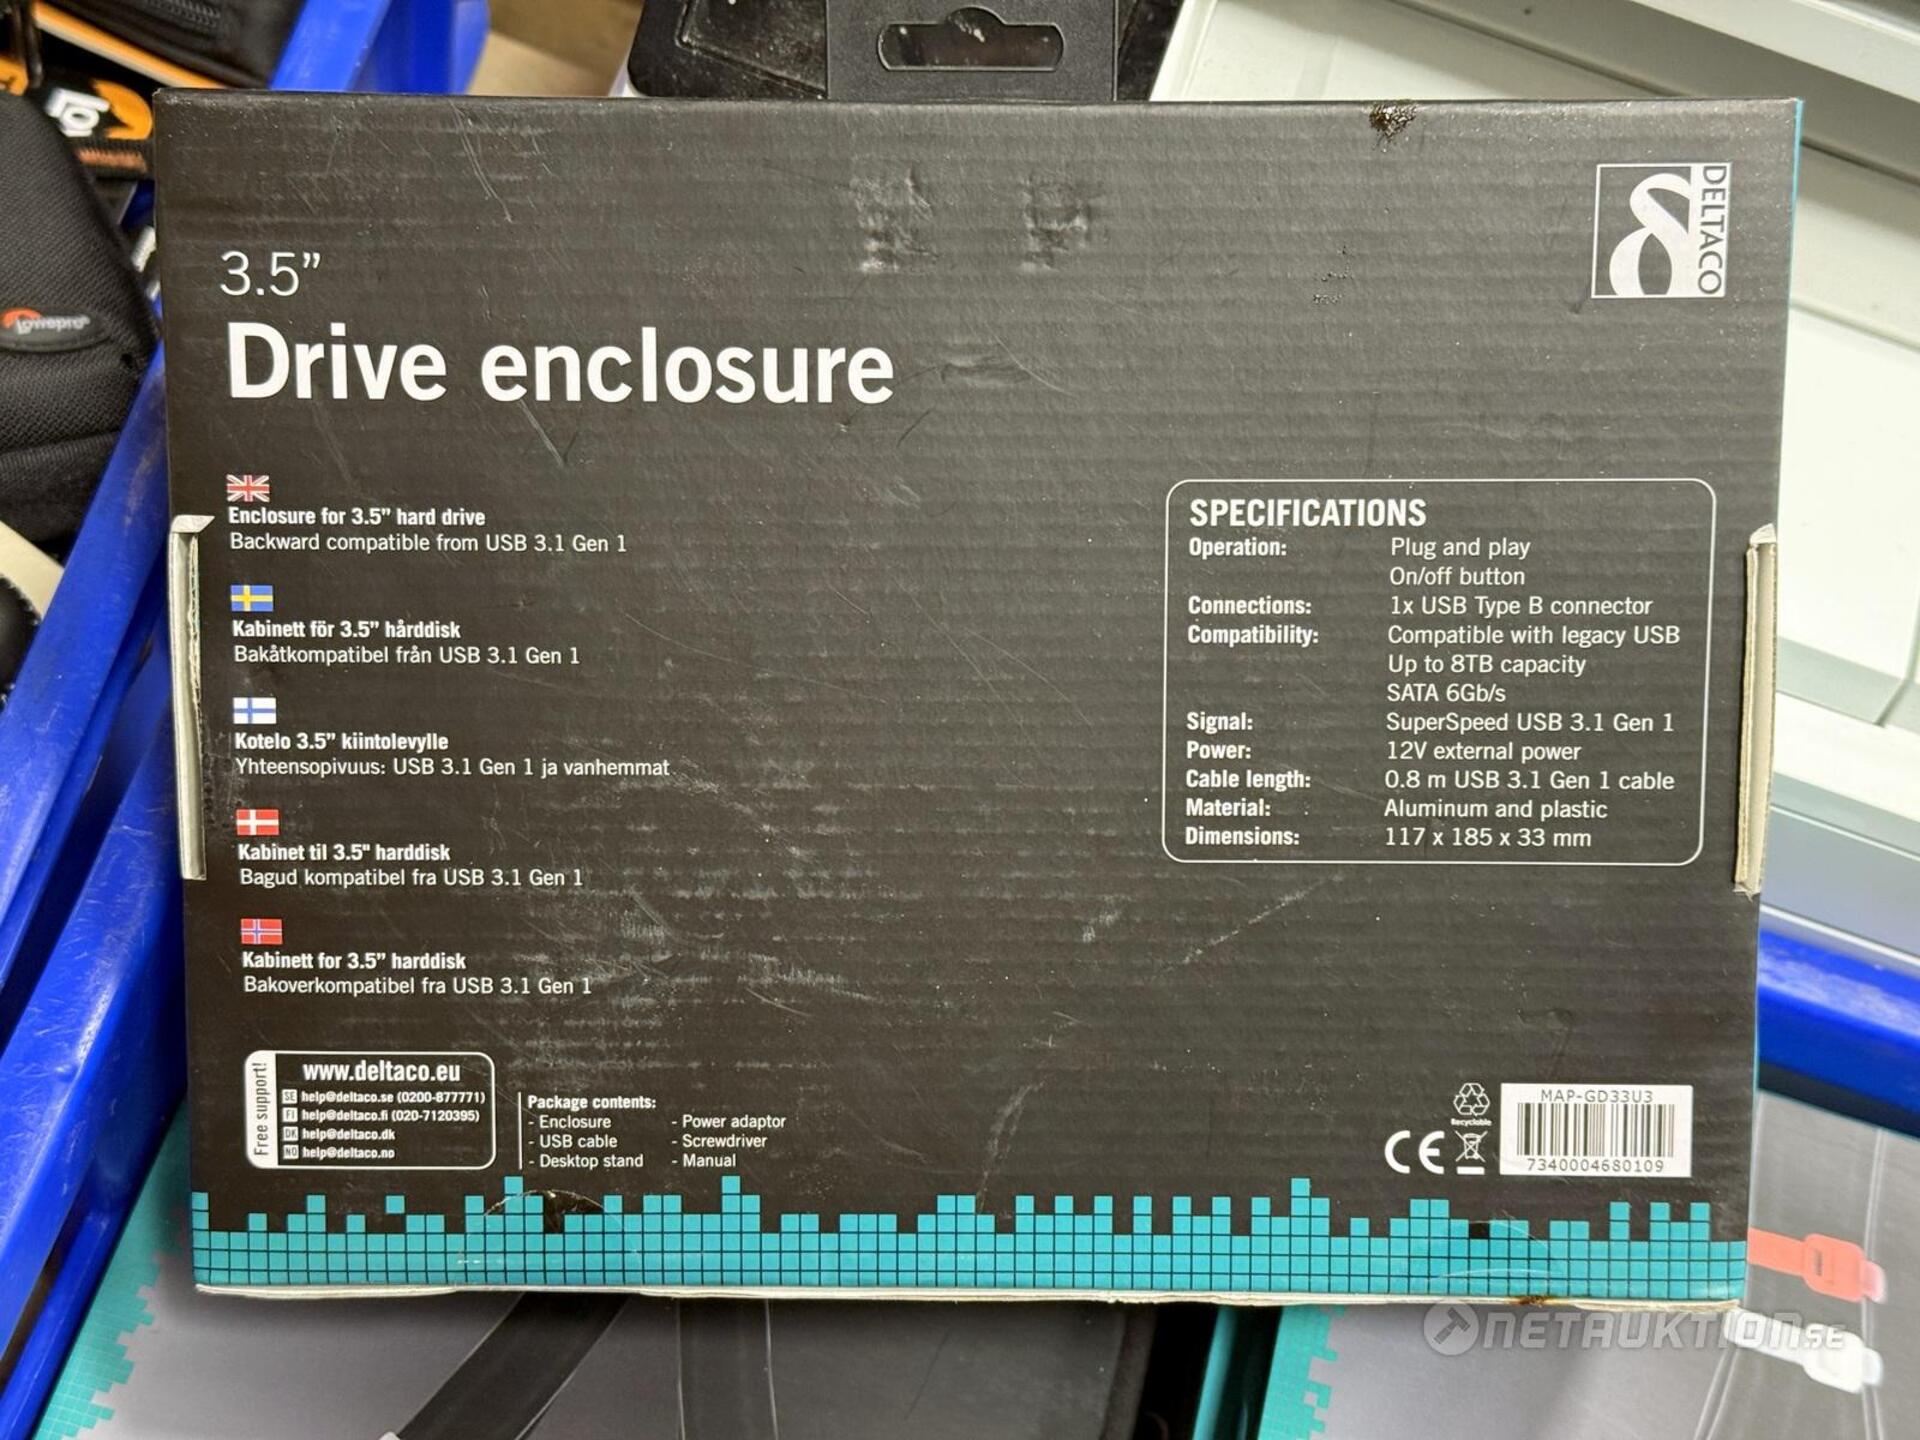 DELTACO
3.5”
Drive enclosure
Enclosure for 3.5” hard drive
Backward compatible from USB 3.1 Gen 1
Kabinett för 3.5” hårddisk
Bakåtkompatibel från USB 3.1 Gen 1
Kotelo 3.5” kiintolevylle
Yhteensopivuus: USB 3.1 Gen 1 ja vanhemmat
Kabinet til 3.5" harddisk
Bagud kompatibel fra USB 3.1 Gen 1
Kabinett for 3.5” harddisk
Bakoverkompatibel fra USB 3.1 Gen 1
SPECIFICATIONS
Operation: Plug and play
On/off button
Connections: 1x USB Type B connector
Compatibility: Compatible with legacy USB
Up to 8TB capacity
SATA 6Gb/s
Signal: SuperSpeed USB 3.1 Gen 1
Power: 12V external power
Cable length: 0.8 m USB 3.1 Gen 1 cable
Material: Aluminum and plastic
Dimensions: 117 x 185 x 33 mm
Free support!
www.deltaco.eu
SE help@deltaco.se (0200-877771)
FI help@deltaco.fi (020-7120395)
DK help@deltaco.dk
NO help@deltaco.no
Package contents:
- Enclosure - Power adaptor
- USB cable - Screwdriver
- Desktop stand - Manual
Recyclable
CE
MAP-GD33U3
7340004680109
Lowepro
NETAUKTION.SE